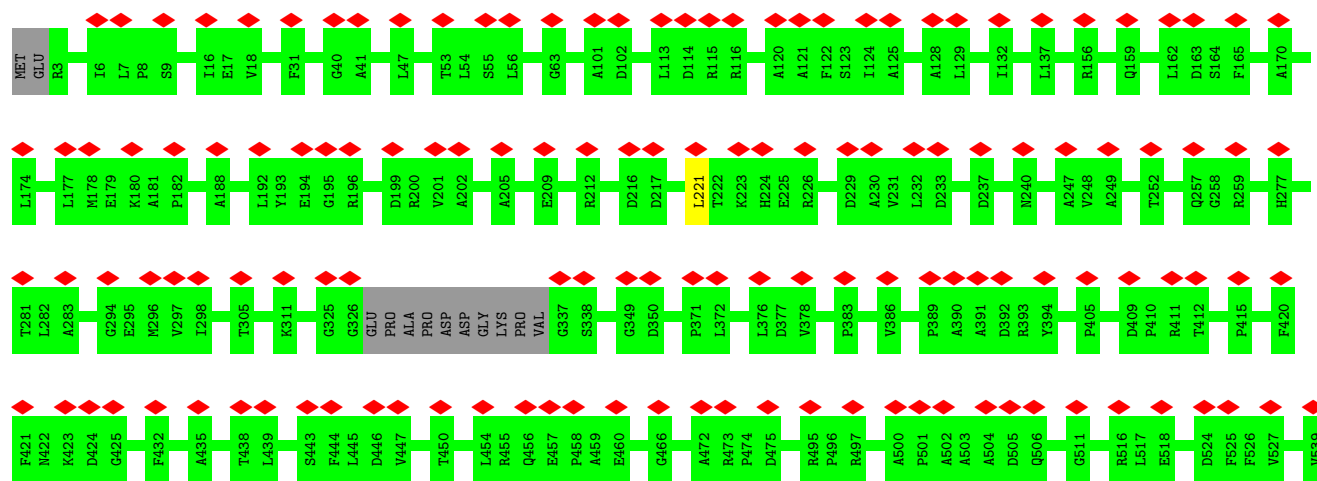 MET GLU R3 I6 L7 P8 S9 I16 E17 V18 F31 G40 A41 L47 T53 L54 S55 L56 G63 A101 D102 L113 D114 R115 R116 A120 A121 F122 S123 I124 A125 A128 L129 I132 L137 R156 Q159 L162 D163 S164 F165 A170
L174 L177 M178 E179 K180 A181 P182 A188 L192 Y193 E194 G195 R196 D199 R200 V201 A202 A205 E209 R212 D216 D217 L221 T222 K223 H224 E225 R226 D229 A230 V231 L232 D233 D237 N240 A247 V248 A249 T252 Q257 G258 R259 H277
T281 L282 A283 G294 E295 M296 V297 I298 T305 K311 G325 G326 GLU PRO ALA PRO ASP ASP GLY LYS PRO VAL G337 S338 G349 D350 P371 L372 L376 D377 V378 P383 V386 P389 A390 A391 D392 R393 Y394 P405 D409 P410 R411 T412 P415 F420
F421 N422 K423 D424 G425 F432 A435 T438 L439 S443 F444 L445 D446 V447 T450 L454 R455 Q456 E457 P458 A459 E460 G466 A472 R473 P474 D475 R495 P496 R497 A500 P501 A502 A503 A504 D505 Q506 G511 R516 L517 E518 D524 F525 F526 V527 V539